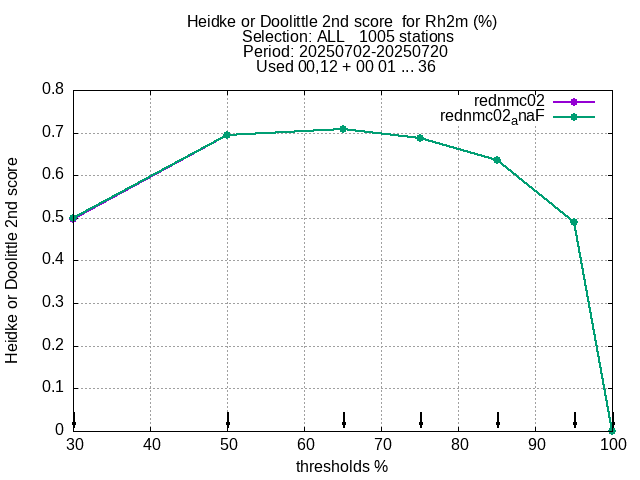 Heidke or Doolittle 2nd score  for Rh2m (%)
Selection: ALL   1005 stations
Period: 20250702-20250720
Used 00,12 + 00 01 ... 36
rednmc02
rednmc02anaF
Heidke or Doolittle 2nd score
0.8
0.7
0.6
0.5
0.4
0.3
0.2
0.1
0
30 40 50 60 70 80 90 100
thresholds %